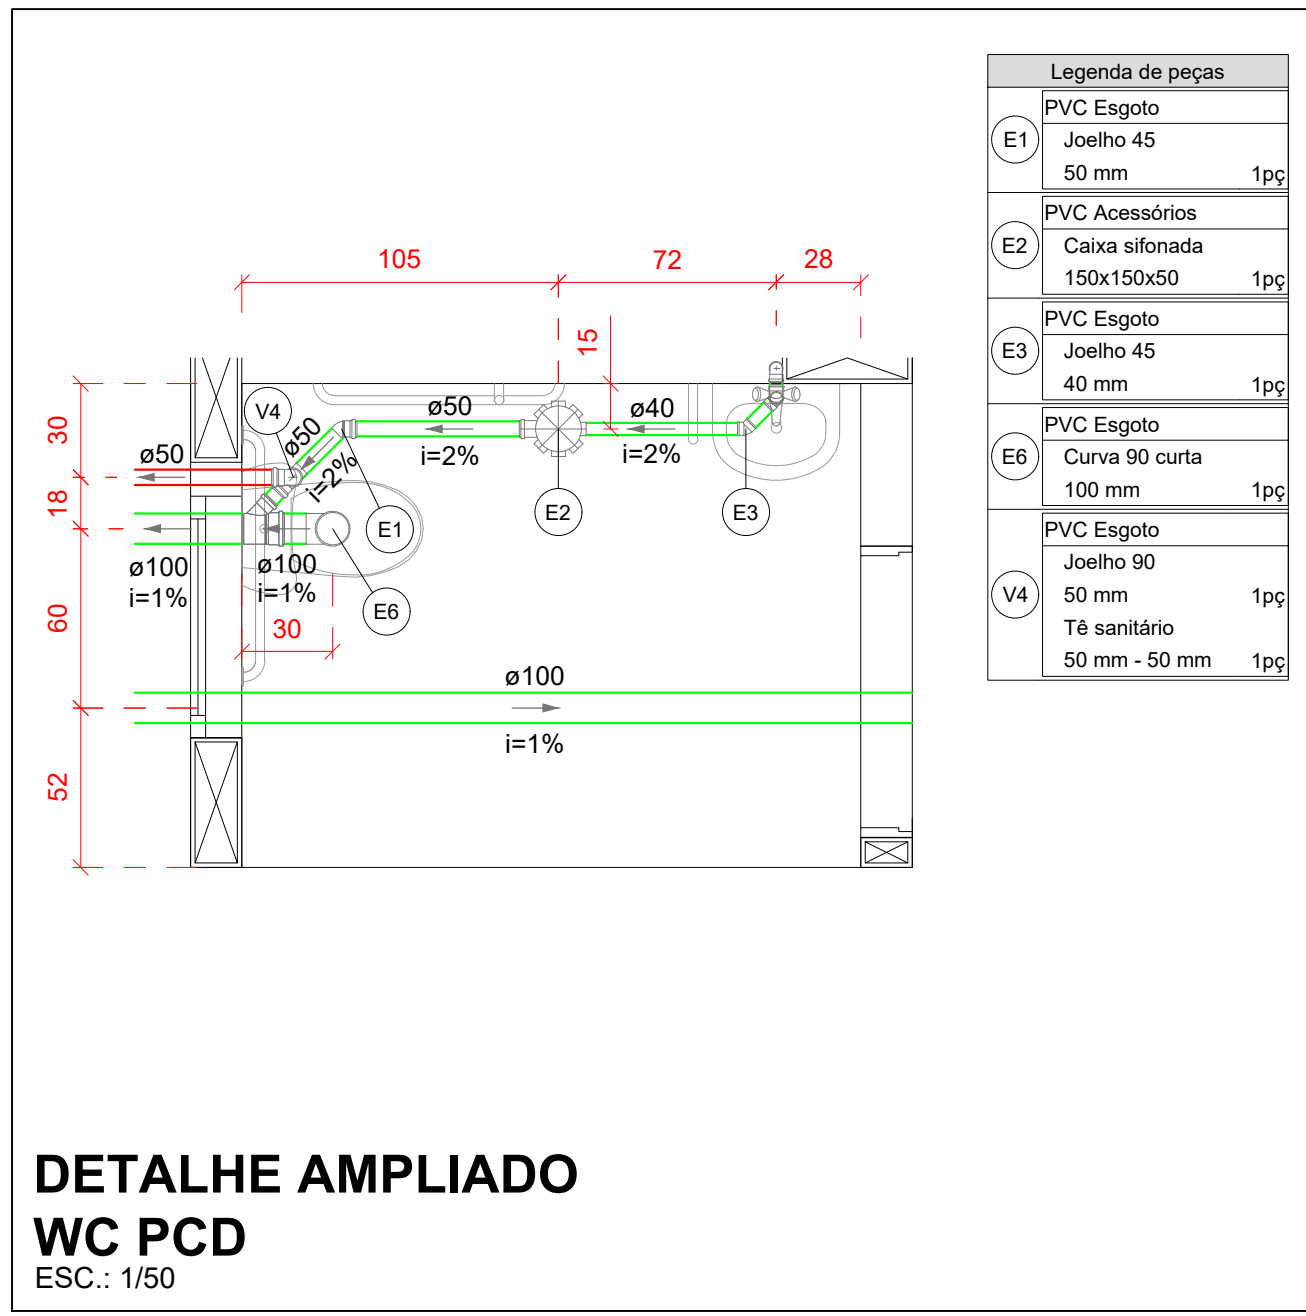 Legenda de peças
E1
PVC Esgoto
Joelho 45
50 mm 1pç
E2
PVC Acessórios
Caixa sifonada
150x150x50 1pç
E3
PVC Esgoto
Joelho 45
40 mm 1pç
E6
PVC Esgoto
Curva 90 curta
100 mm 1pç
V4
PVC Esgoto
Joelho 90
50 mm 1pç
Tê sanitário
50 mm - 50 mm 1pç
105 72 28
15
30
18
60
52
V4
ø50
ø50
i=2%
ø40
i=2%
ø50
i=2%
E1
E2
E3
ø100
i=1%
ø100
i=1%
E6
30
ø100
i=1%
DETALHE AMPLIADO
WC PCD
ESC.: 1/50